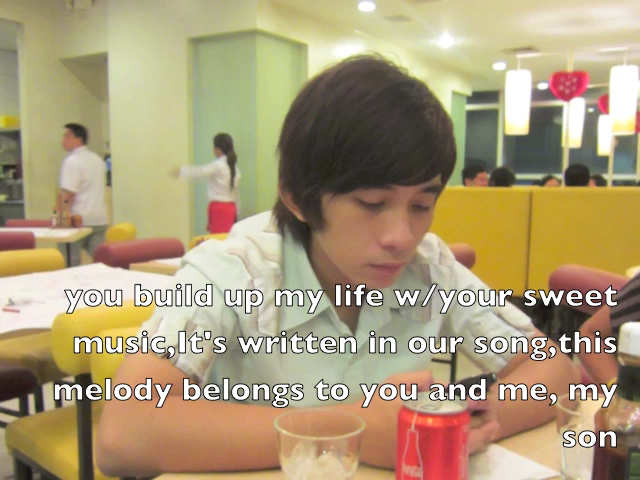 you build up my life w/your sweet
music,It's written in our song,this
melody belongs to you and me, my
son